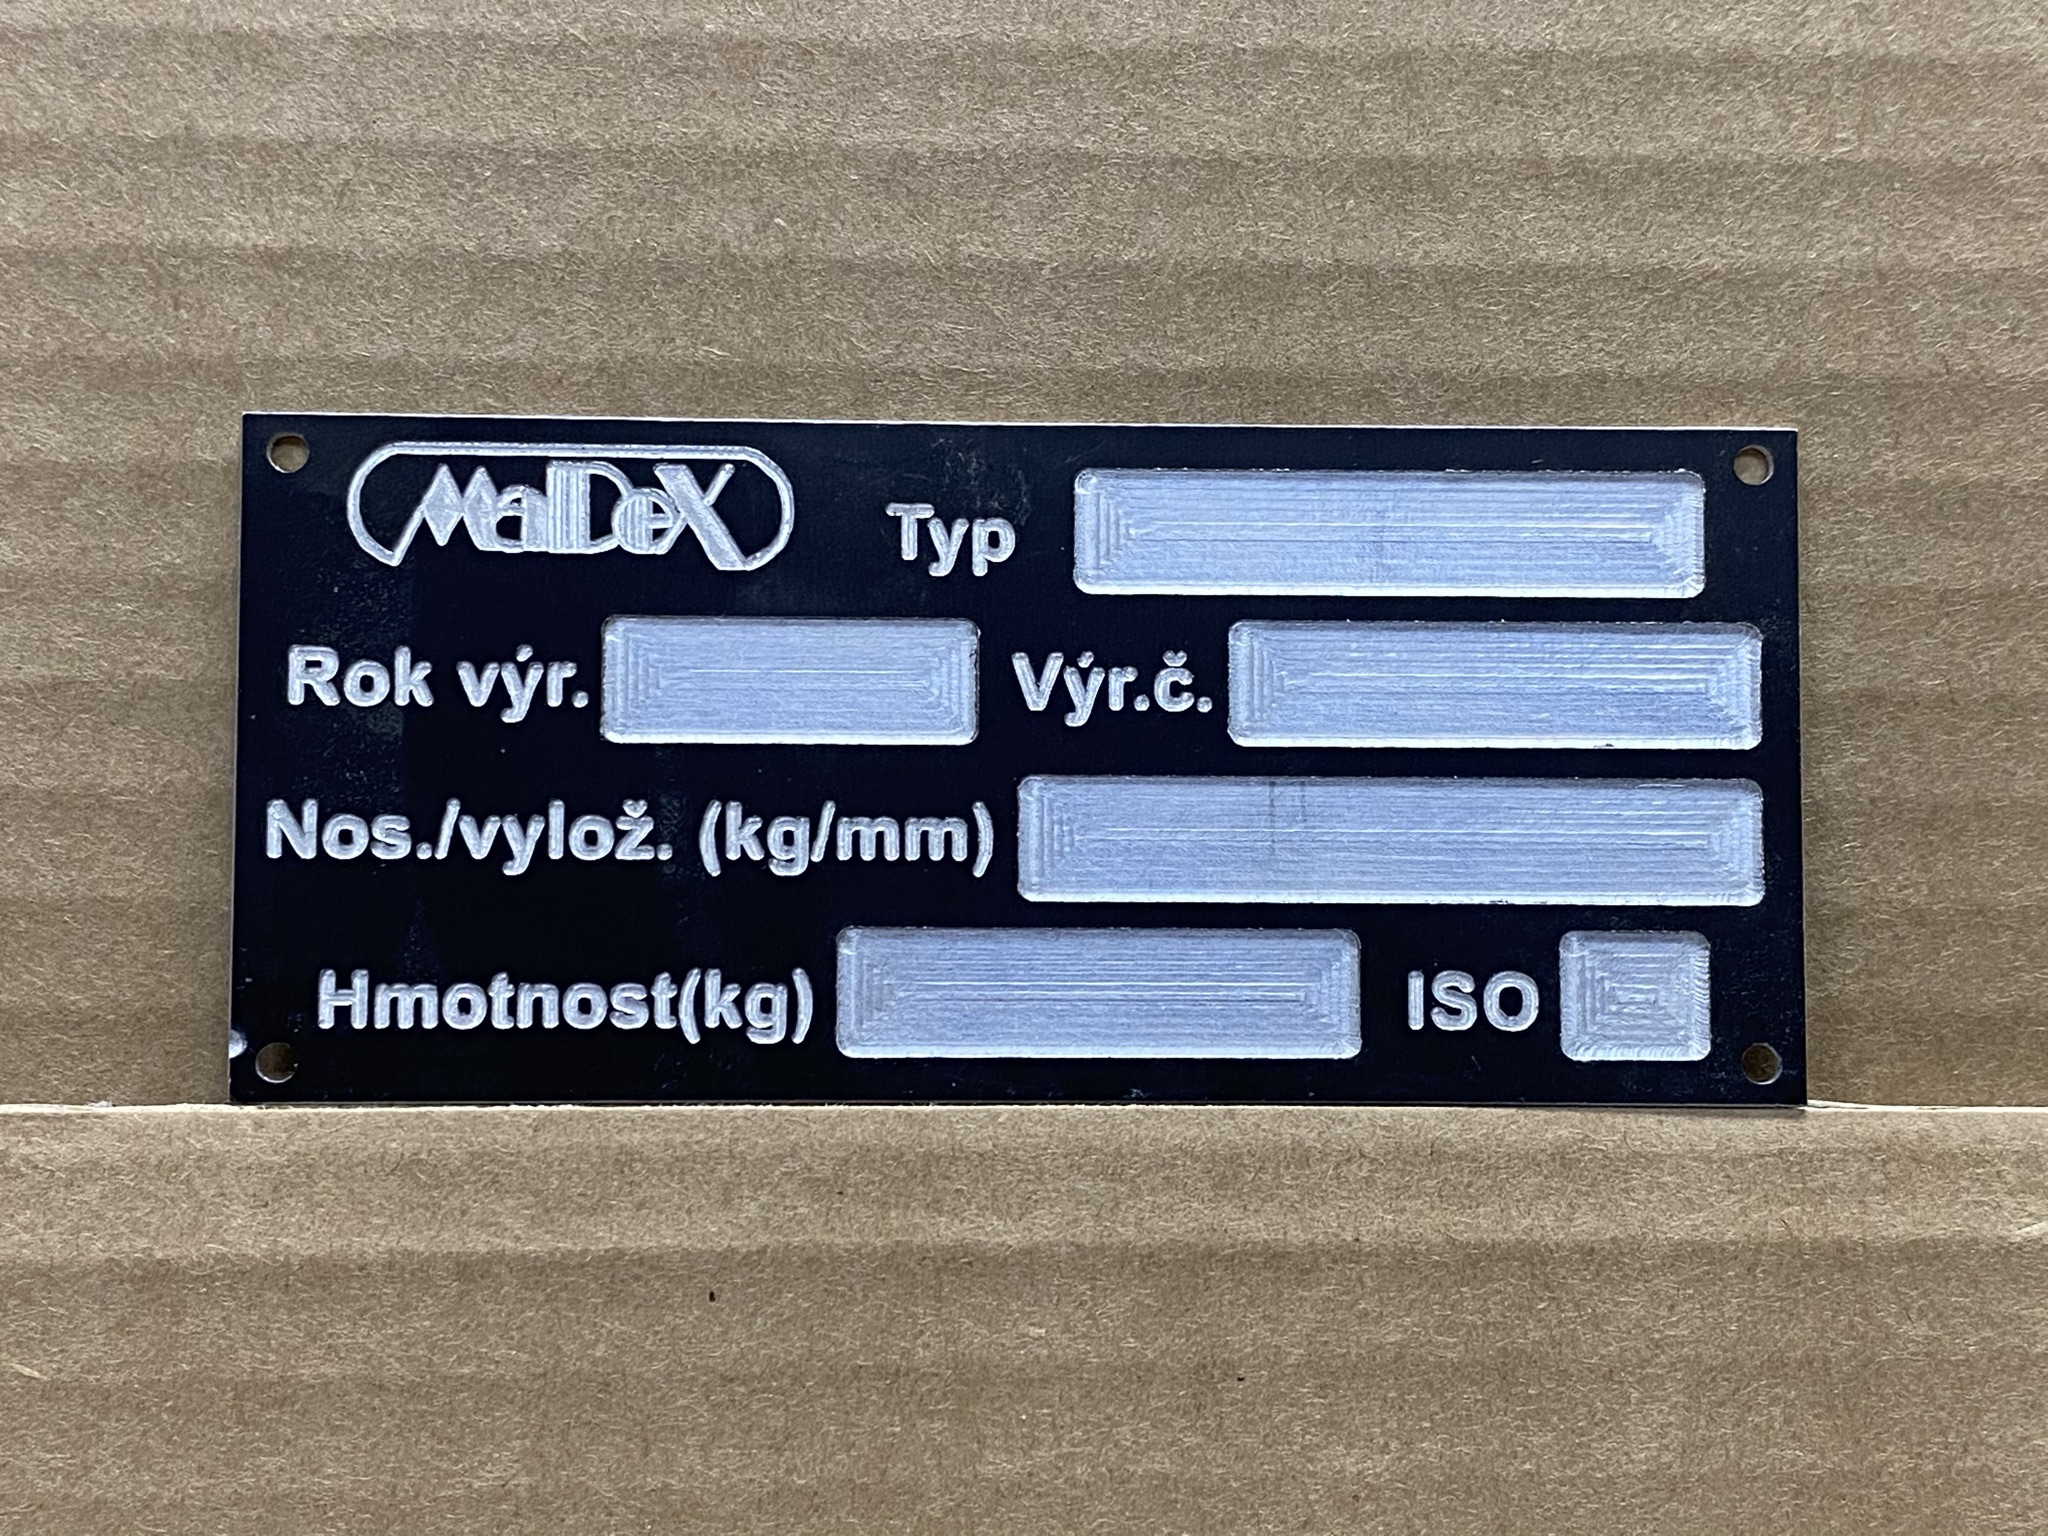 MalDeX
Typ
Rok výr. Výr.č.
Nos./vylož. (kg/mm)
Hmotnost(kg) ISO